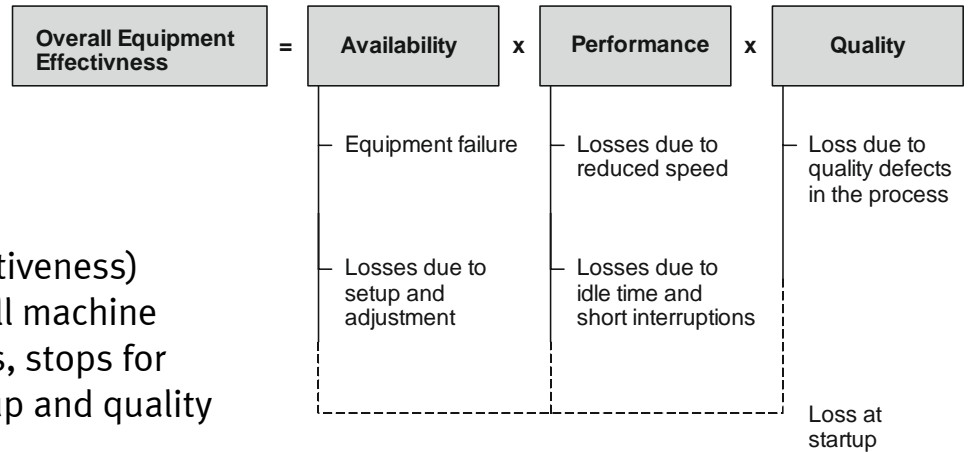 Overall Equipment
Effectivness
=
Availability
x
Performance
x
Quality
Equipment failure
Losses due to
setup and
adjustment
Losses due to
reduced speed
Losses due to
idle time and
short interruptions
Loss due to
quality defects
in the process
Loss at
startup
tiveness)
ll machine
s, stops for
up and quality